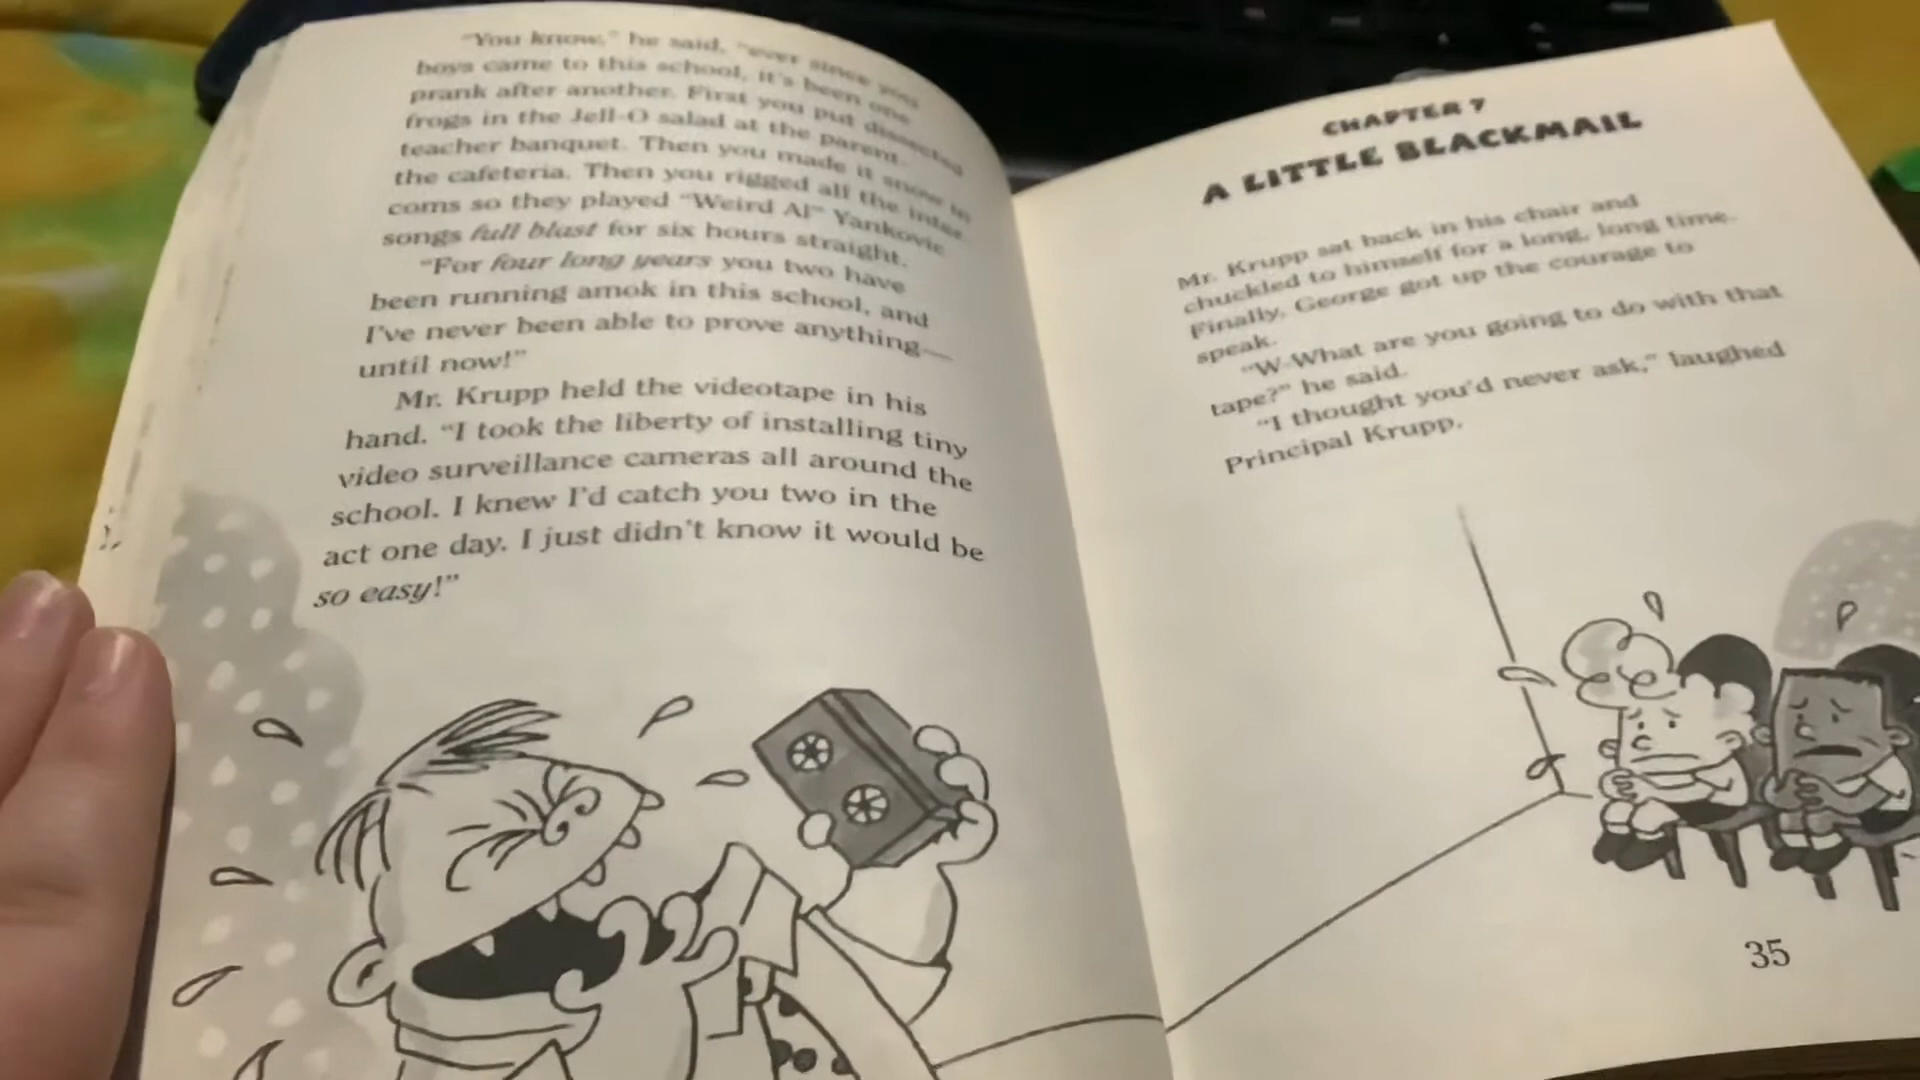 "You know," he said, "ever since you
boys came to this school, it's been one
prank after another. First you put dissected
frogs in the Jell-O salad at the parent-
teacher banquet. Then you made it snow in
the cafeteria. Then you rigged all the inter-
coms so they played "Weird Al" Yankovic
songs full blast for six hours straight.
"For four long years you two have
been running amok in this school, and
I've never been able to prove anything—
until now!"
Mr. Krupp held the videotape in his
hand. "I took the liberty of installing tiny
video surveillance cameras all around the
school. I knew I'd catch you two in the
act one day. I just didn't know it would be
so easy!"
CHAPTER 7
A LITTLE BLACKMAIL
Mr. Krupp sat back in his chair and
chuckled to himself for a long, long time.
Finally, George got up the courage to
speak.
"W-What are you going to do with that
tape?" he said.
"I thought you'd never ask," laughed
Principal Krupp.
35